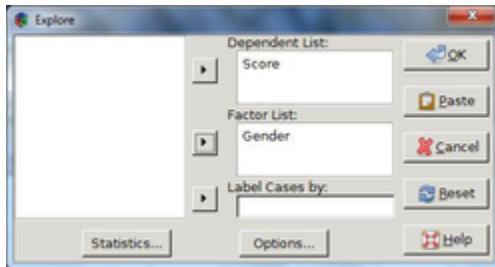 Explore
Dependent List:
Score
OK
Paste
Factor List:
Gender
Cancel
Label Cases by:
Reset
Statistics...
Options...
Help